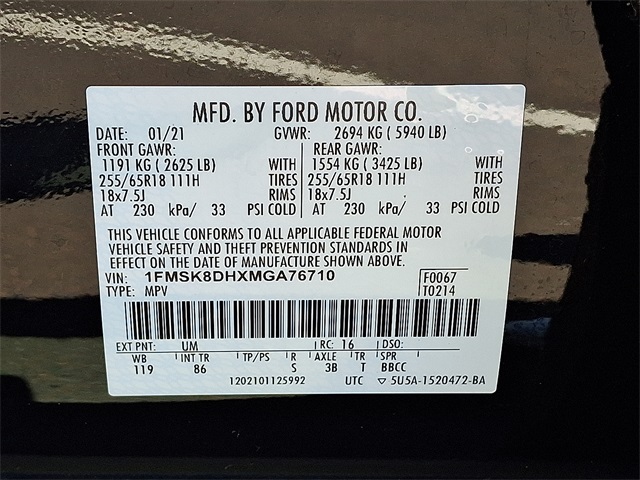 MFD. BY FORD MOTOR CO.
DATE: 01/21 GVWR: 2694 KG ( 5940 LB)
FRONT GAWR: REAR GAWR:
1191 KG ( 2625 LB) WITH 1554 KG ( 3425 LB) WITH
255/65R18 111H TIRES 255/65R18 111H TIRES
18x7.5J RIMS 18x7.5J RIMS
AT 230 kPa/ 33 PSI COLD AT 230 kPa/ 33 PSI COLD
THIS VEHICLE CONFORMS TO ALL APPLICABLE FEDERAL MOTOR
VEHICLE SAFETY AND THEFT PREVENTION STANDARDS IN
EFFECT ON THE DATE OF MANUFACTURE SHOWN ABOVE.
VIN: 1FMSK8DHXMGA76710 F0067
TYPE: MPV T0214
EXT PNT: UM RC: 16 DSO:
WB INT TR TP/PS R AXLE TR SPR
119 86 S 3B T BBCC
1202101125992 UTC ▽ 5U5A-1520472-BA